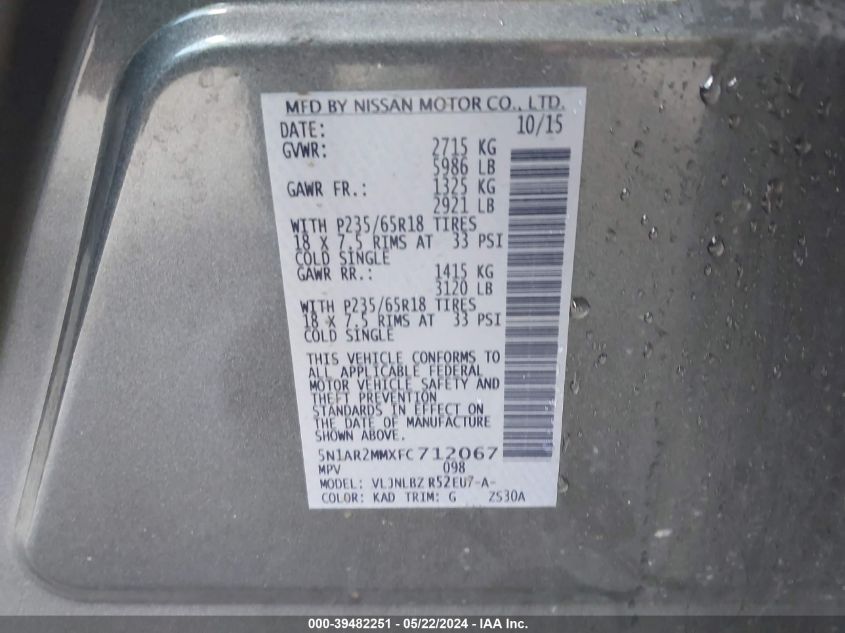 MFD BY NISSAN MOTOR CO., LTD.
DATE: 10/15
GVWR: 2715 KG
5986 LB
GAWR FR.: 1325 KG
2921 LB
WITH P235/65R18 TIRES
18 X 7.5 RIMS AT 33 PSI
COLD SINGLE
GAWR RR.: 1415 KG
3120 LB
WITH P235/65R18 TIRES
18 X 7.5 RIMS AT 33 PSI
COLD SINGLE
THIS VEHICLE CONFORMS TO
ALL APPLICABLE FEDERAL
MOTOR VEHICLE SAFETY AND
THEFT PREVENTION
STANDARDS IN EFFECT ON
THE DATE OF MANUFACTURE
SHOWN ABOVE.
5N1AR2MMXFC712067
MPV 098
MODEL: VLJNLBZ R52EU7-A-
COLOR: KAD TRIM: G ZS30A
000-39482251 - 05/22/2024 - IAA Inc.